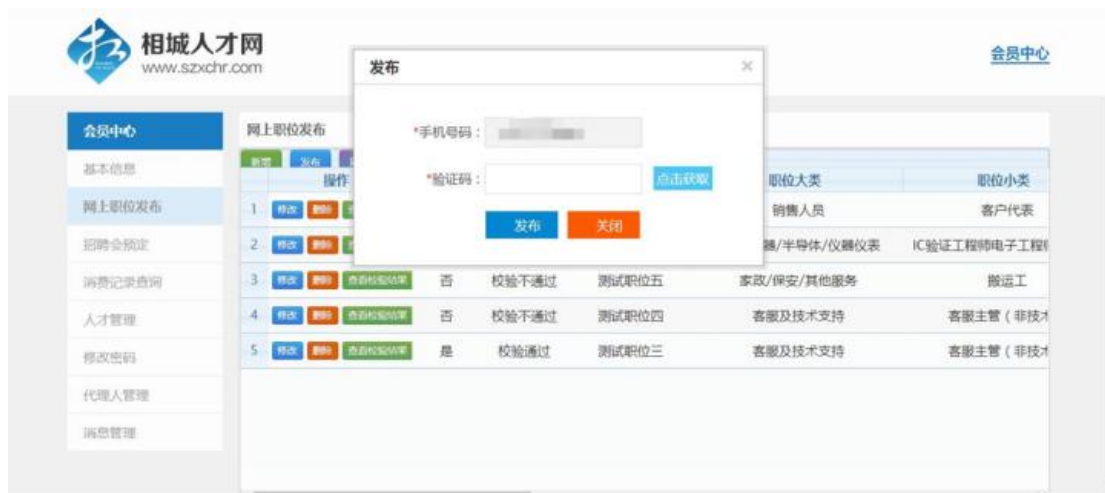 相城人才网
www.szxchr.com
会员中心
发布 ×
*手机号码：
*验证码： 点击获取
发布 关闭
会员中心
基本信息
网上职位发布
招聘会预定
消费记录查询
人才管理
修改密码
代理人管理
消息管理
网上职位发布
新增 发布
操作 职位大类 职位小类
1 修改 删除 销售人员 客户代表
2 修改 删除 器/半导体/仪器仪表 IC验证工程师电子工程师
3 修改 删除 查看校验结果 否 校验不通过 测试职位五 家政/保安/其他服务 搬运工
4 修改 删除 查看校验结果 否 校验不通过 测试职位四 客服及技术支持 客服主管（非技术
5 修改 删除 查看校验结果 是 校验通过 测试职位三 客服及技术支持 客服主管（非技术